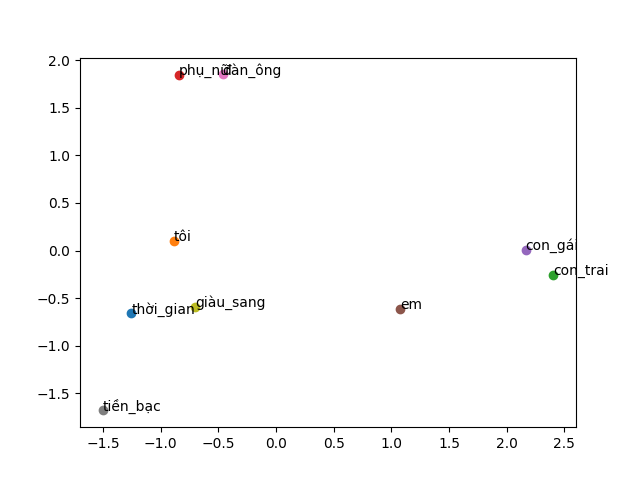 2.0
phụ_nữ đàn_ông
1.5
1.0
0.5
tôi
0.0
con_gái
con_trai
−0.5
thời_gian giàu_sang em
−1.0
−1.5
tiền_bạc
−1.5 −1.0 −0.5 0.0 0.5 1.0 1.5 2.0 2.5